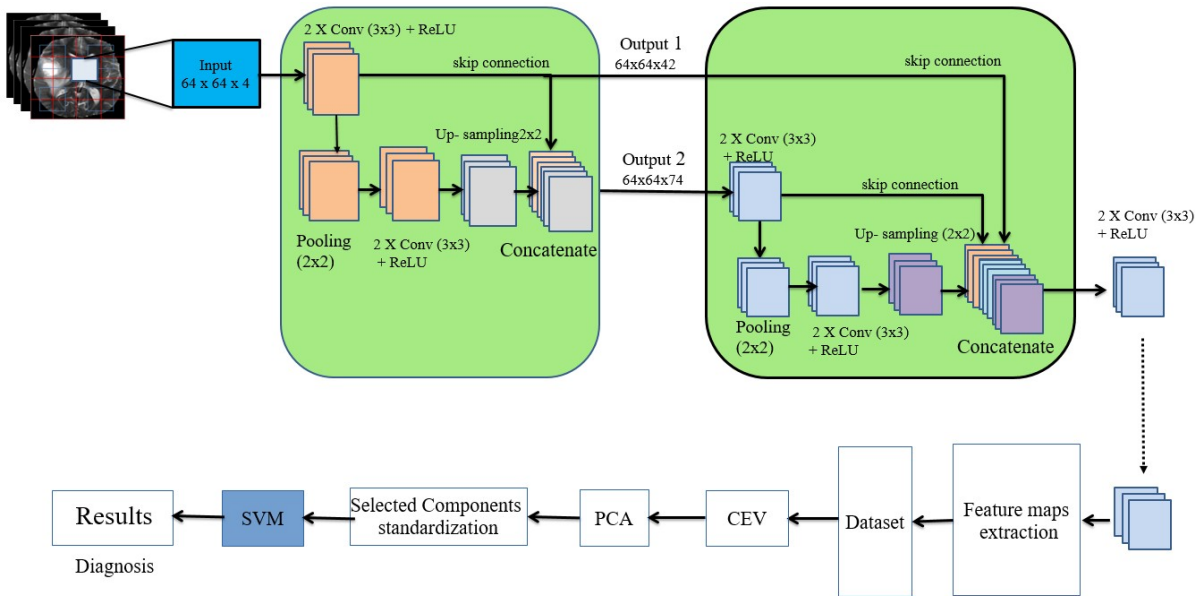 2 X Conv (3x3) + ReLU
Input
64 x 64 x 4
skip connection
Output 1
64x64x42
skip connection
Up- sampling2x2
Output 2
64x64x74
2 X Conv (3x3)
+ ReLU
skip connection
Pooling
(2x2)
2 X Conv (3x3)
+ ReLU
Concatenate
Up- sampling (2x2)
2 X Conv (3x3)
+ ReLU
Pooling
(2x2)
2 X Conv (3x3)
+ ReLU
Concatenate
Results
SVM
Selected Components
standardization
PCA
CEV
Dataset
Feature maps
extraction
Diagnosis